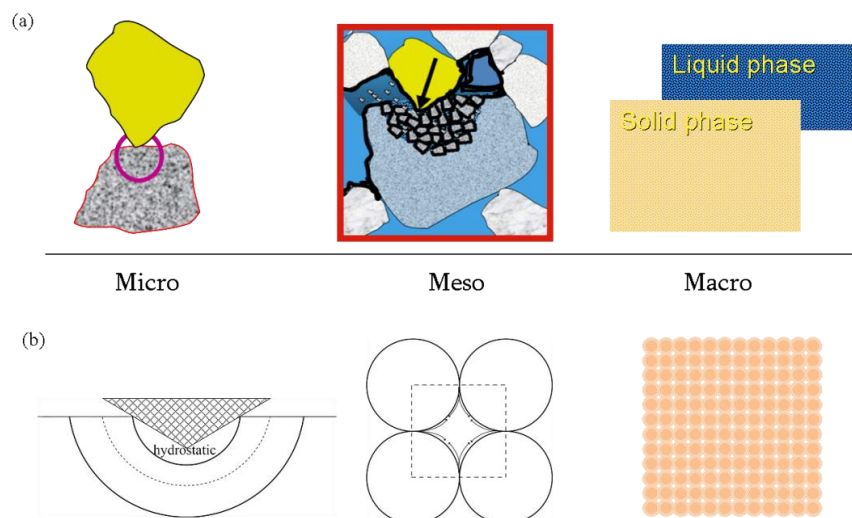 (a)
Liquid phase
Solid phase
Micro
Meso
Macro
(b)
hydrostatic